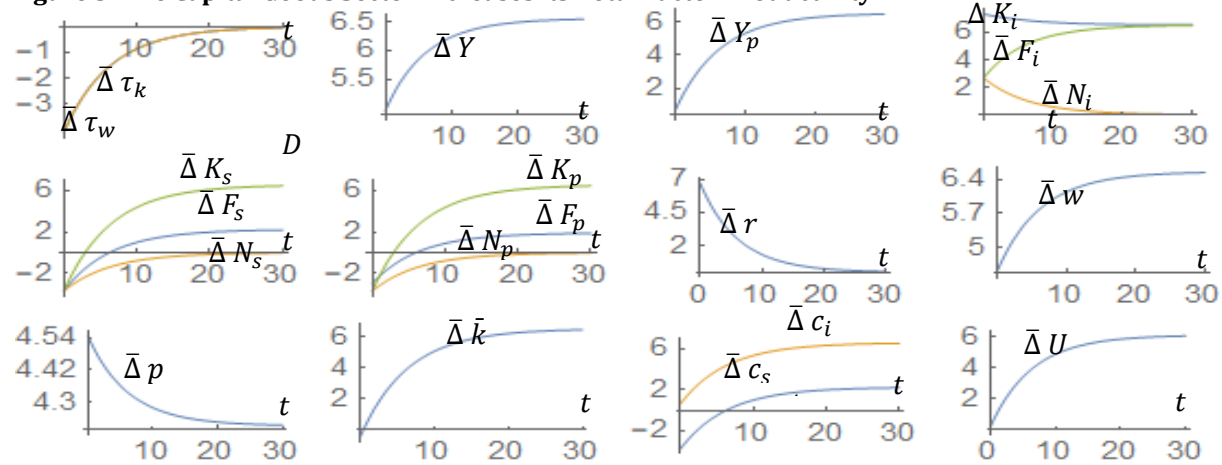 t 6.5 Δ̄ K_i
−1 6 Δ̄ Y 6 Δ̄ Y_p 6 Δ̄ F_i
10 20 30 4 4
−2 Δ̄ τ_k 5.5 2 2 Δ̄ N_i
−3 t t t
Δ̄ τ_w 10 20 30 10 20 30 10 20 30
D
Δ̄ K_s Δ̄ K_p 7
6 6 6.4
Δ̄ F_s Δ̄ F_p 4.5 Δ̄ r 5.7 Δ̄ w
2 Δ̄ N_s t 2 Δ̄ N_p t 2 t 5 t
−2 10 20 30 −2 10 20 30 0 10 20 30 0 10 20 30
Δ̄ c_i
4.54 6 Δ̄ k̄ 6 6 Δ̄ U
4.42 Δ̄ p 4 2 Δ̄ c_s t 4
4.3 t 2 t −2 2 t
10 20 30 10 20 30 10 20 30 0 10 20 30